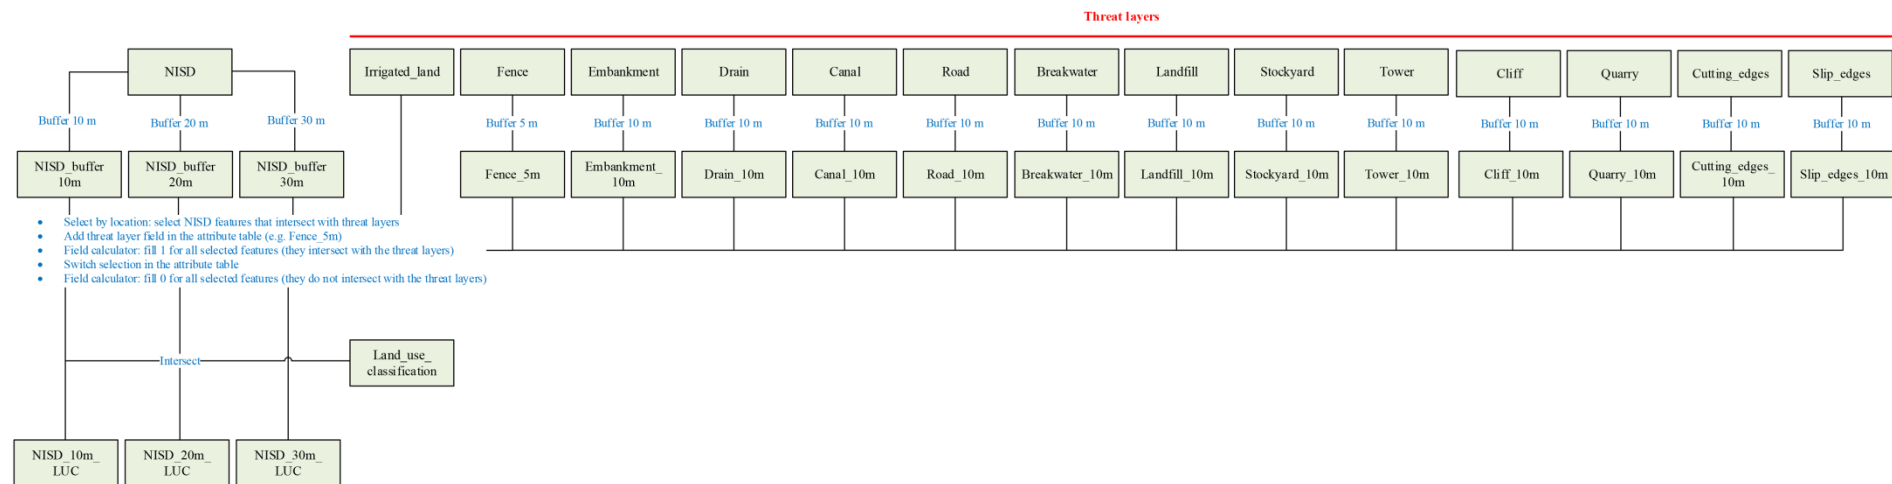 Threat layers
NISD
Irrigated_land
Fence
Embankment
Drain
Canal
Road
Breakwater
Landfill
Stockyard
Tower
Cliff
Quarry
Cutting_edges
Slip_edges
Buffer 10 m
Buffer 20 m
Buffer 30 m
Buffer 5 m
Buffer 10 m
Buffer 10 m
Buffer 10 m
Buffer 10 m
Buffer 10 m
Buffer 10 m
Buffer 10 m
Buffer 10 m
Buffer 10 m
Buffer 10 m
Buffer 10 m
Buffer 10 m
NISD_buffer
10m
NISD_buffer
20m
NISD_buffer
30m
Fence_5m
Embankment_
10m
Drain_10m
Canal_10m
Road_10m
Breakwater_10m
Landfill_10m
Stockyard_10m
Tower_10m
Cliff_10m
Quarry_10m
Cutting_edges_
10m
Slip_edges_10m
• Select by location: select NISD features that intersect with threat layers
• Add threat layer field in the attribute table (e.g. Fence_5m)
• Field calculator: fill 1 for all selected features (they intersect with the threat layers)
• Switch selection in the attribute table
• Field calculator: fill 0 for all selected features (they do not intersect with the threat layers)
Intersect
Land_use_
classification
NISD_10m_
LUC
NISD_20m_
LUC
NISD_30m_
LUC